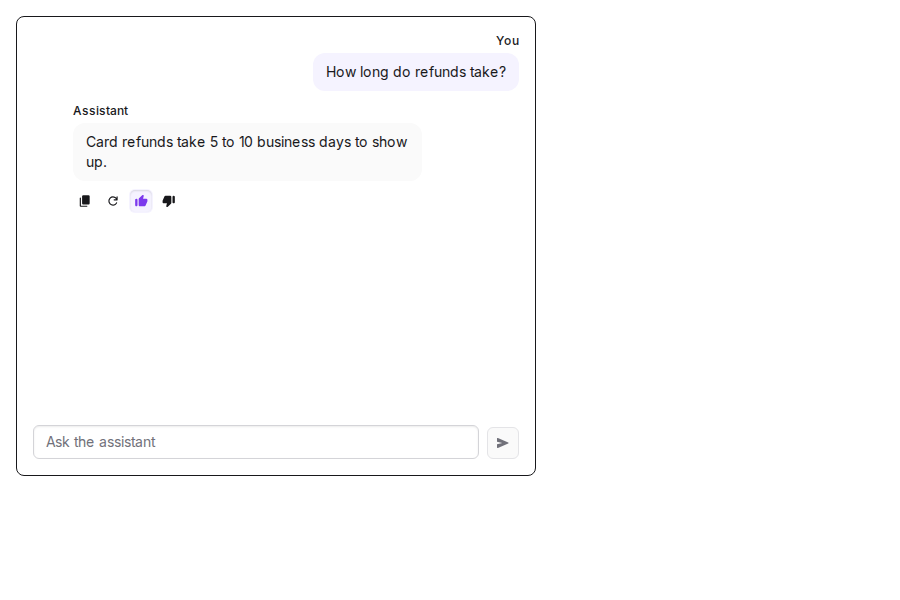 You
How long do refunds take?
Assistant
Card refunds take 5 to 10 business days to show
up.
Ask the assistant